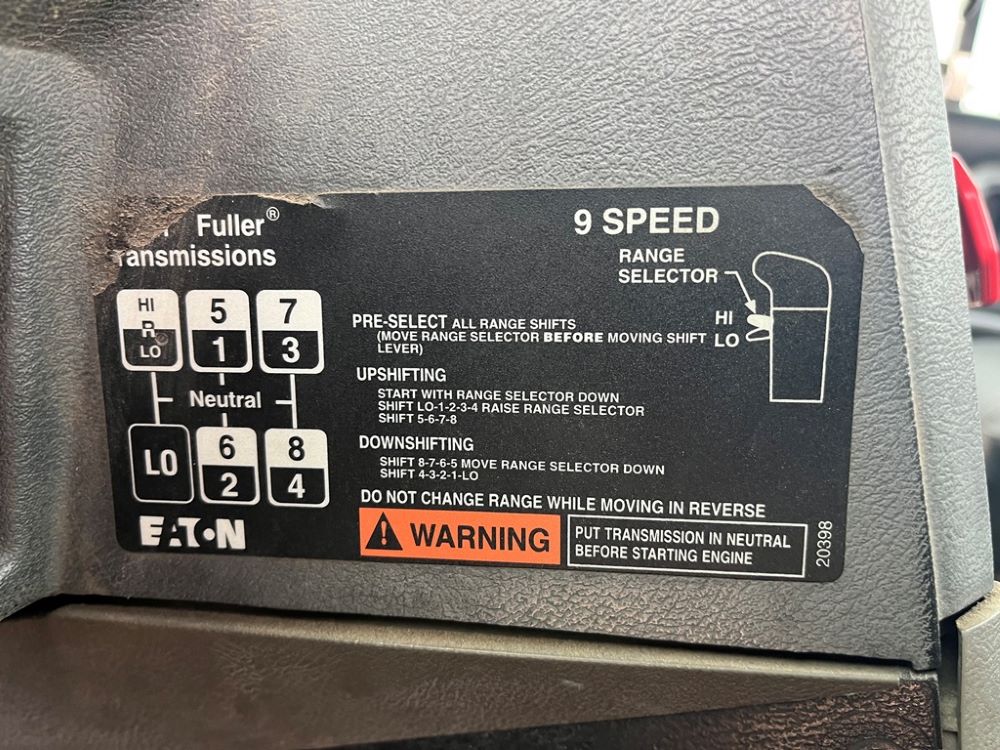 Fuller®
ransmissions
9 SPEED
RANGE
SELECTOR
HI
LO
HI
R
LO
5
1
7
3
Neutral
LO
6
2
8
4
EATON
PRE-SELECT ALL RANGE SHIFTS
(MOVE RANGE SELECTOR BEFORE MOVING SHIFT
LEVER)
UPSHIFTING
START WITH RANGE SELECTOR DOWN
SHIFT LO-1-2-3-4 RAISE RANGE SELECTOR
SHIFT 5-6-7-8
DOWNSHIFTING
SHIFT 8-7-6-5 MOVE RANGE SELECTOR DOWN
SHIFT 4-3-2-1-LO
DO NOT CHANGE RANGE WHILE MOVING IN REVERSE
WARNING
PUT TRANSMISSION IN NEUTRAL
BEFORE STARTING ENGINE
20398